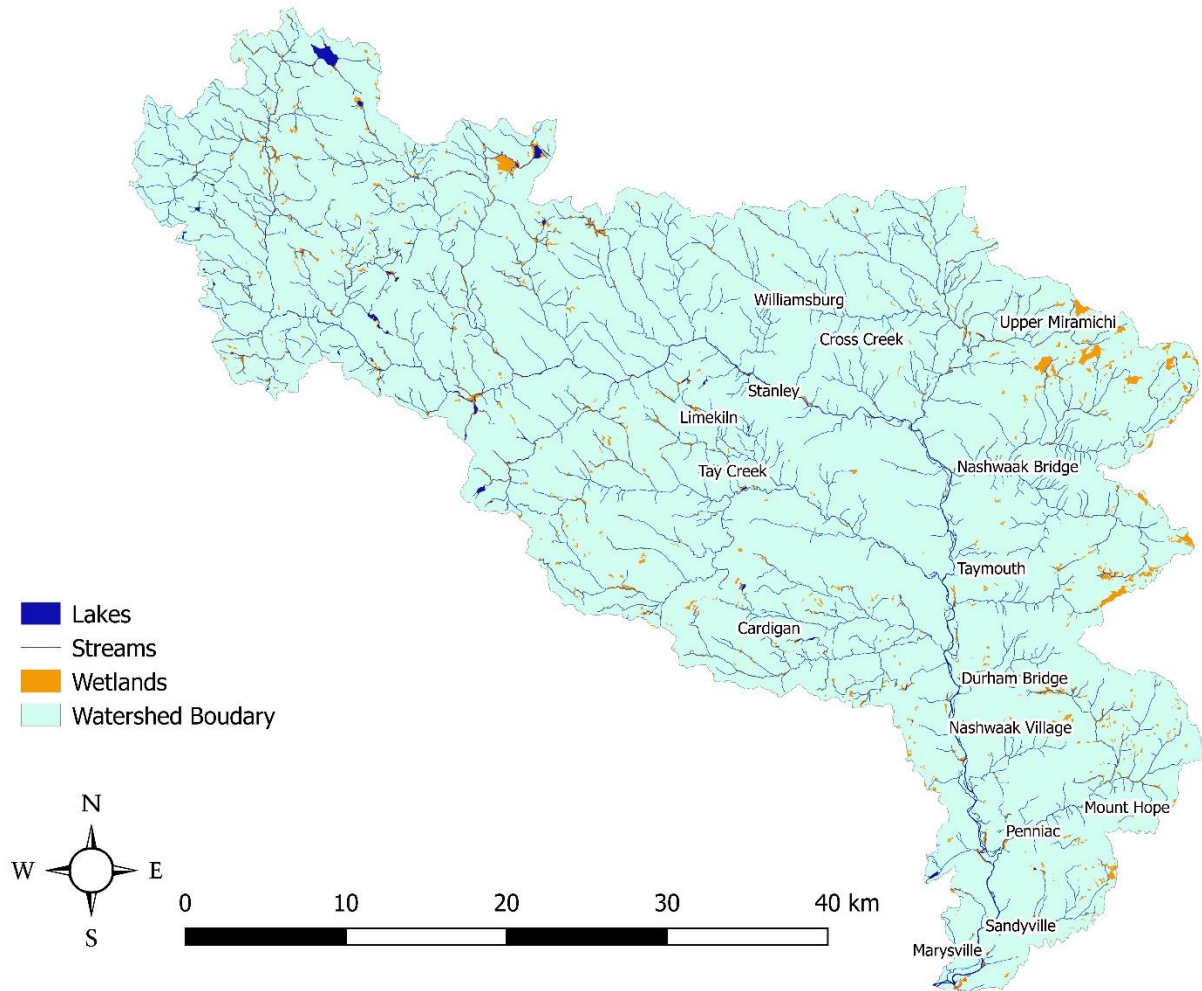 Williamsburg
Upper Miramichi
Cross Creek
Stanley
Limekiln
Nashwaak Bridge
Tay Creek
Taymouth
Cardigan
Durham Bridge
Nashwaak Village
Mount Hope
Penniac
Sandyville
Marysville
Lakes
Streams
Wetlands
Watershed Boudary
N
W E
S
0 10 20 30 40 km